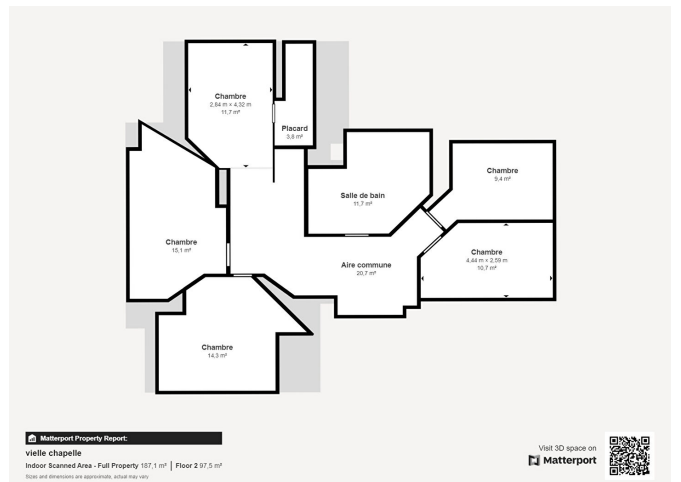 Chambre
2,84 m × 4,32 m
11,7 m²
Placard
3,8 m²
Chambre
9,4 m²
Salle de bain
11,7 m²
Chambre
15,1 m²
Chambre
4,44 m × 2,59 m
10,7 m²
Aire commune
20,7 m²
Chambre
14,3 m²
Matterport Property Report:
vielle chapelle
Indoor Scanned Area - Full Property 187,1 m² | Floor 2 97,5 m²
Sizes and dimensions are approximate, actual may vary
Visit 3D space on
Matterport